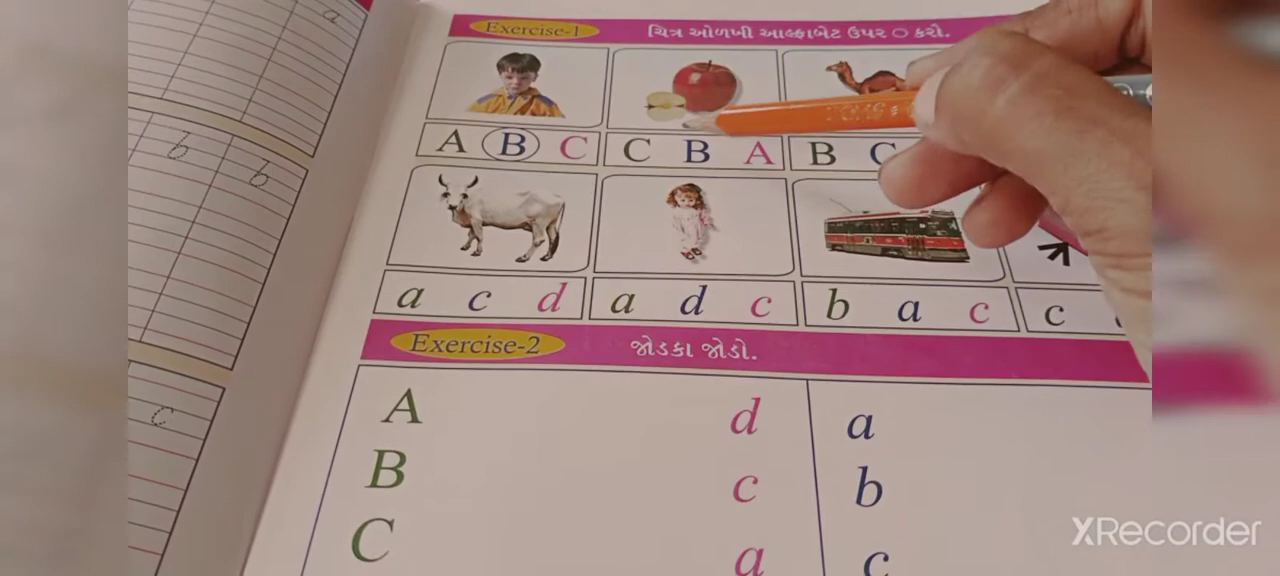 a
b b
c
Exercise-1 ચિત્ર ઓળખી આલ્ફાબેટ ઉપર ○ કરો.
A B C C B A B C
a c d a d c b a c c
Exercise-2 જોડકા જોડો.
A d a
B c b
C a c
XRecorder